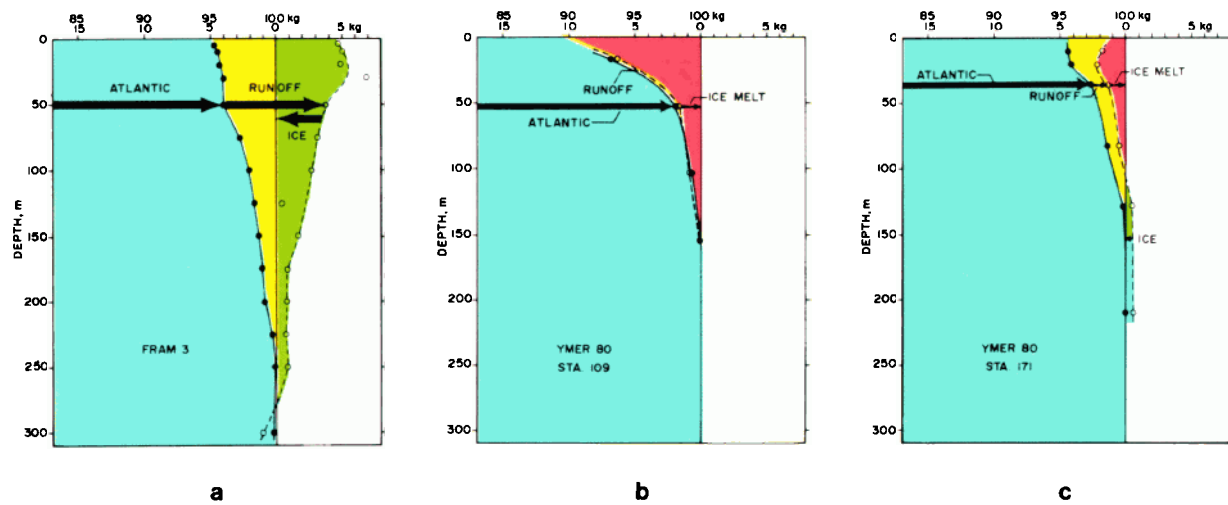 85 90 95 100 kg
15 10 5 0 5 kg
0
50
100
150
200
250
300
DEPTH, m
ATLANTIC
RUNOFF
ICE
FRAM 3
a
85 90 95 100 kg
15 10 5 0 5 kg
0
50
100
150
200
250
300
DEPTH, m
RUNOFF
ICE MELT
ATLANTIC
YMER 80
STA. 109
b
85 90 95 100 kg
15 10 5 0 5 kg
0
50
100
150
200
250
300
DEPTH, m
ATLANTIC
ICE MELT
RUNOFF
ICE
YMER 80
STA. 171
c